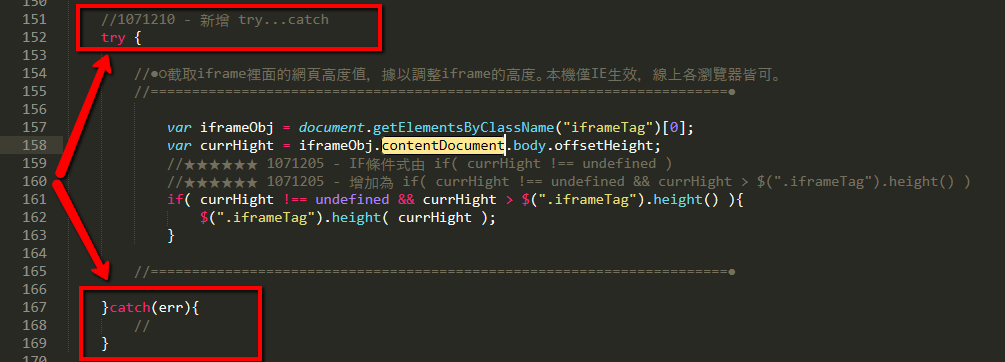 150
151 //1071210 - 新增 try...catch
152 try {
153
154 //●○截取iframe裡面的網頁高度值，據以調整iframe的高度。本機僅IE生效，線上各瀏覽器皆可。
155 //=====================================================================●
156
157 var iframeObj = document.getElementsByClassName("iframeTag")[0];
158 var currHight = iframeObj.contentDocument.body.offsetHeight;
159 //★★★★★★ 1071205 - IF條件式由 if( currHight !== undefined )
160 //★★★★★★ 1071205 - 增加為 if( currHight !== undefined && currHight > $(".iframeTag").height() )
161 if( currHight !== undefined && currHight > $(".iframeTag").height() ){
162 $(".iframeTag").height( currHight );
163 }
164
165 //=====================================================================●
166
167 }catch(err){
168 //
169 }
170